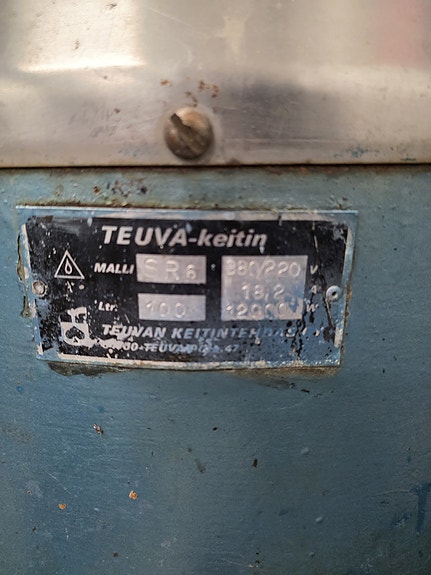 TEUVA-keitin
MALLI SR6 380/220 V
18,2 A
Ltr. 100 12000 W
TEUVAN KEITINTEHDAS